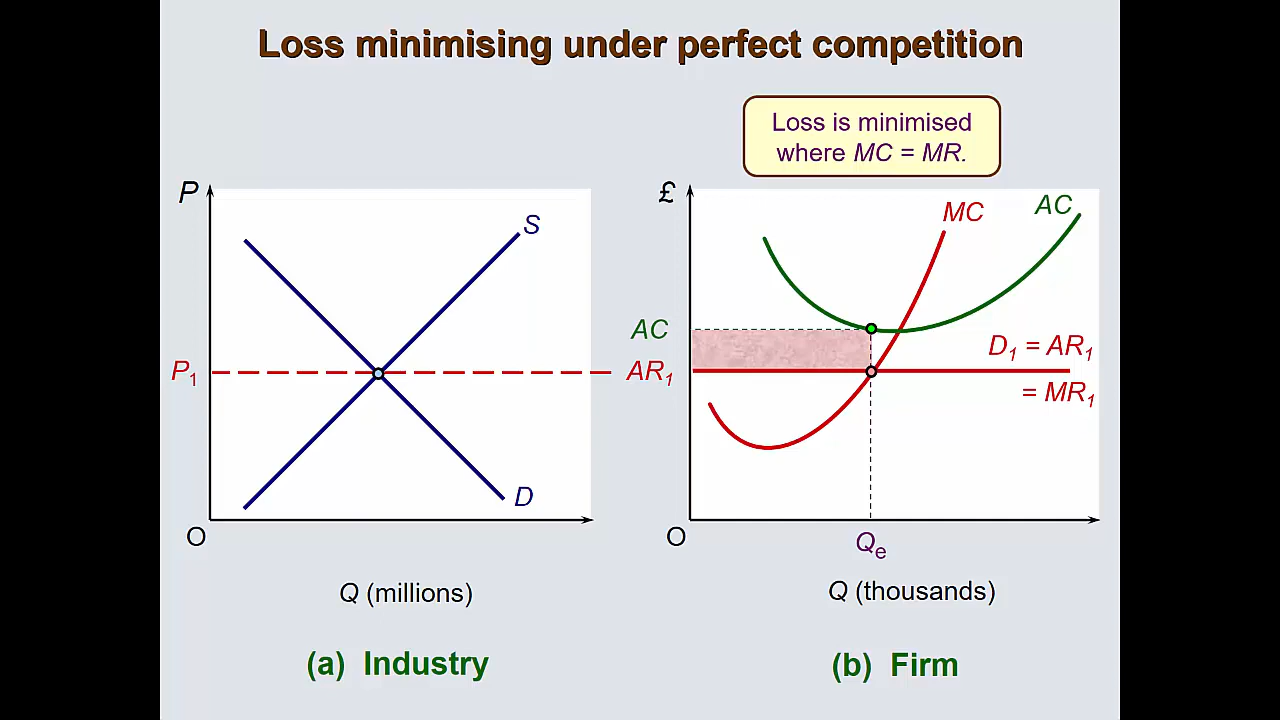 Loss minimising under perfect competition
Loss is minimised
where MC = MR.
P
S
P1
D
O
Q (millions)
(a) Industry
£
MC
AC
AC
D1 = AR1
AR1
= MR1
O
Qe
Q (thousands)
(b) Firm